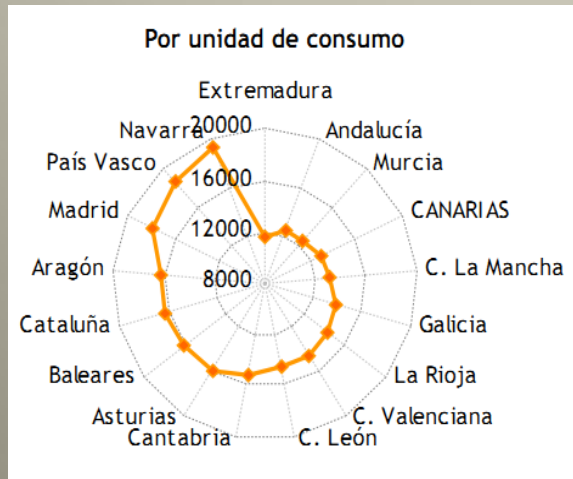 Por unidad de consumo
Extremadura
20000
Navarra
Andalucía
País Vasco
Murcia
16000
Madrid
CANARIAS
12000
Aragón
C. La Mancha
8000
Cataluña
Galicia
Baleares
La Rioja
Asturias
C. Valenciana
Cantabria
C. León